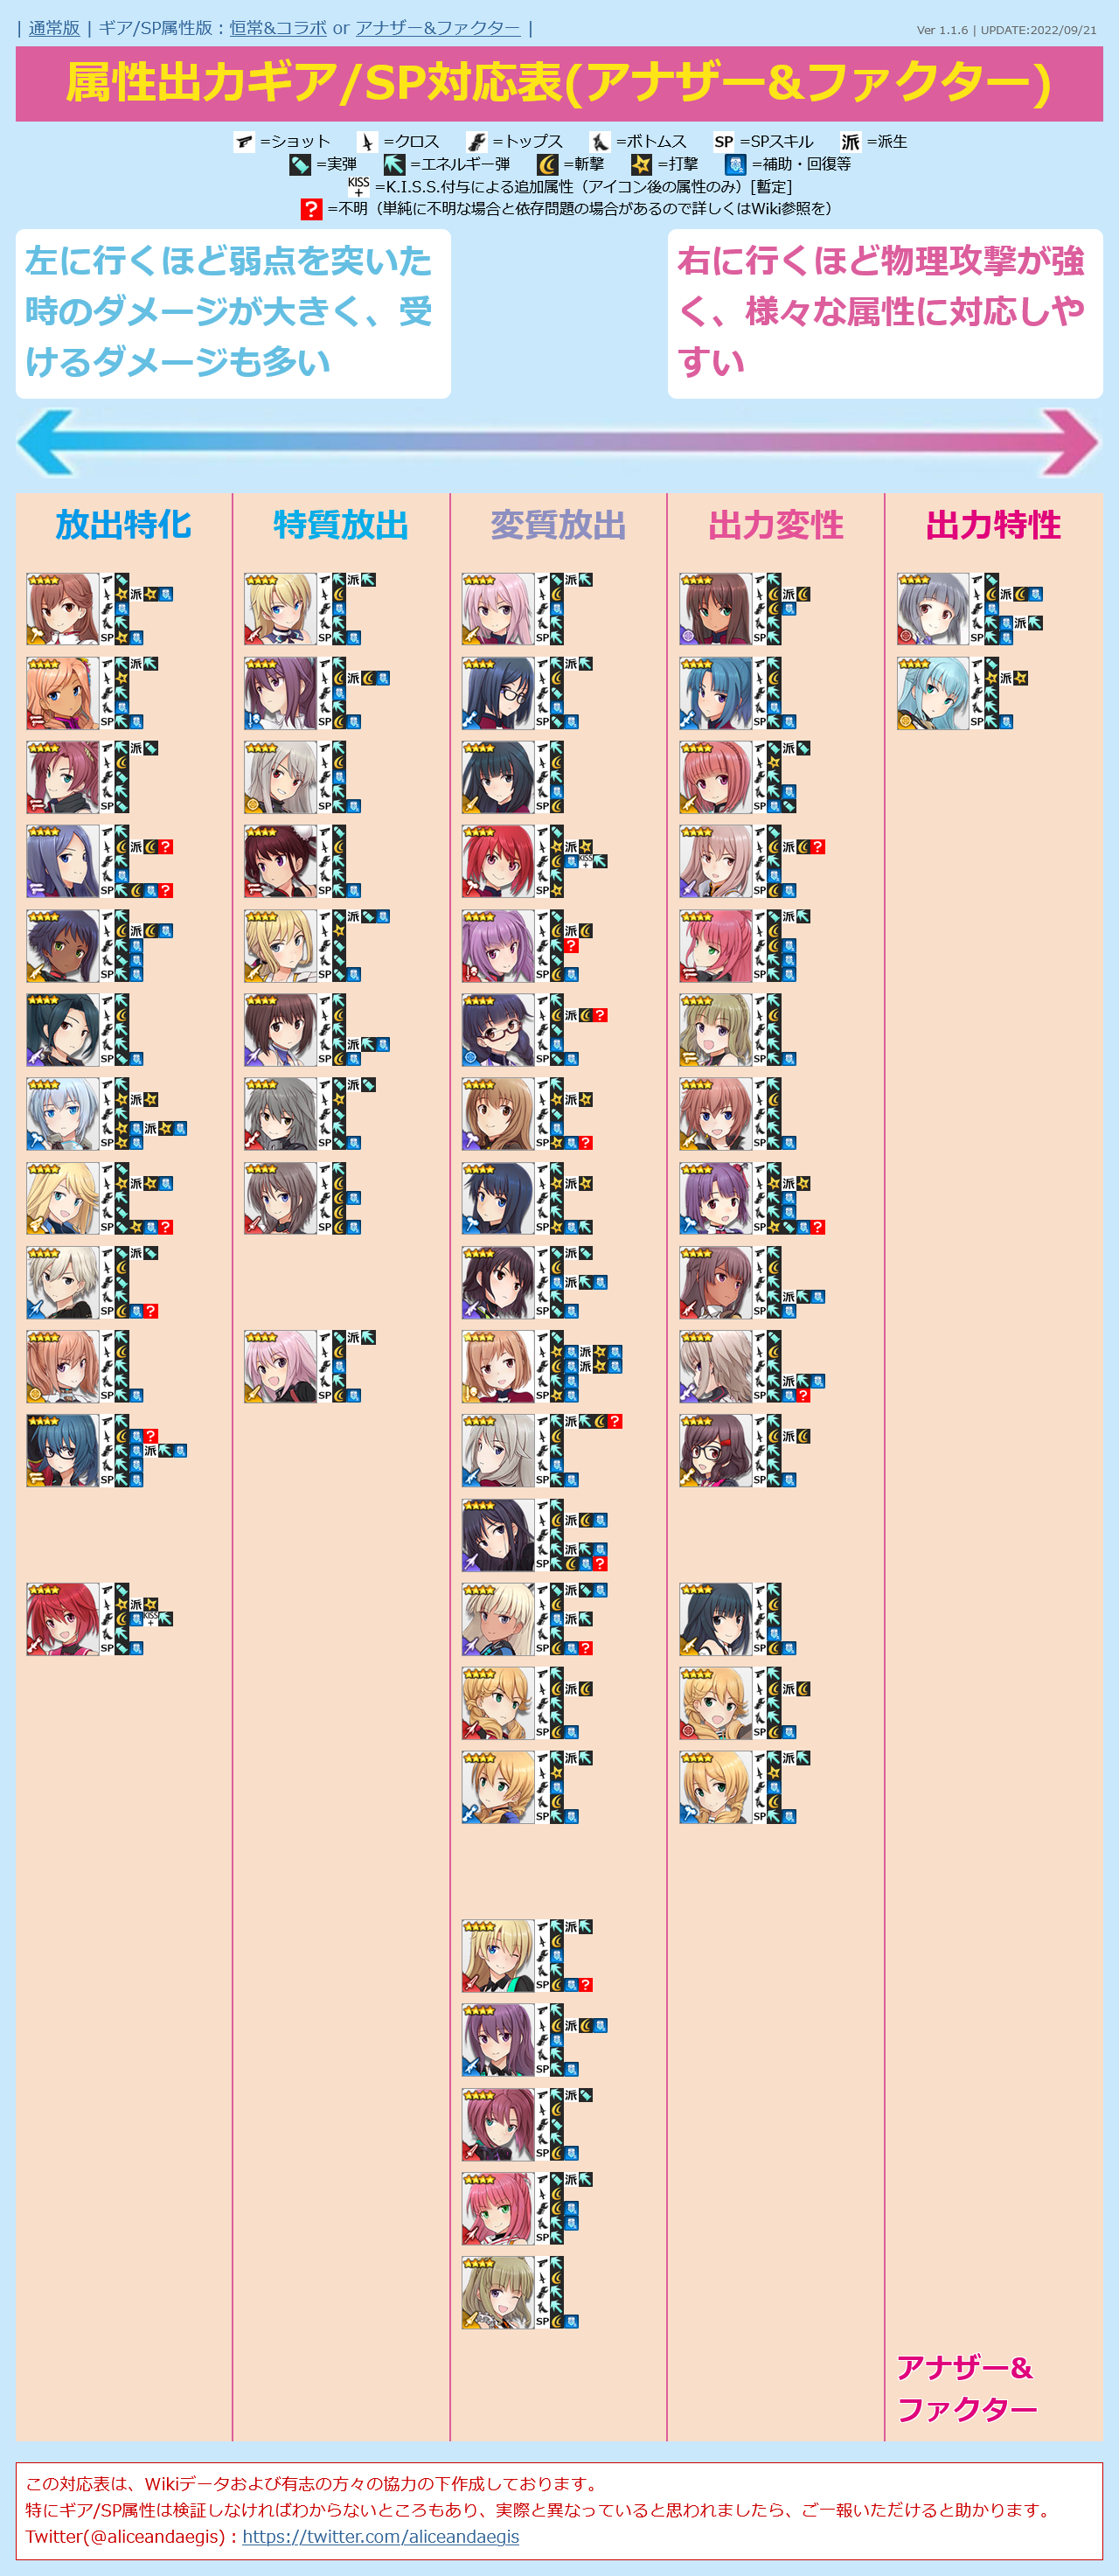 | 通常版 | ギア/SP属性版：恒常&コラボ or アナザー&ファクター |
Ver 1.1.6 | UPDATE:2022/09/21
属性出力ギア/SP対応表(アナザー&ファクター)
=ショット =クロス =トップス =ボトムス SP =SPスキル 派 =派生
=実弾 =エネルギー弾 =斬撃 =打撃 =補助・回復等
KISS + =K.I.S.S.付与による追加属性（アイコン後の属性のみ）[暫定]
? =不明（単純に不明な場合と依存問題の場合があるので詳しくはWiki参照を）
左に行くほど弱点を突いた
時のダメージが大きく、受
けるダメージも多い
右に行くほど物理攻撃が強
く、様々な属性に対応しや
すい
放出特化 特質放出 変質放出 出力変性 出力特性
アナザー&
ファクター
この対応表は、Wikiデータおよび有志の方々の協力の下作成しております。
特にギア/SP属性は検証しなければわからないところもあり、実際と異なっていると思われましたら、ご一報いただけると助かります。
Twitter(@aliceandaegis)：https://twitter.com/aliceandaegis